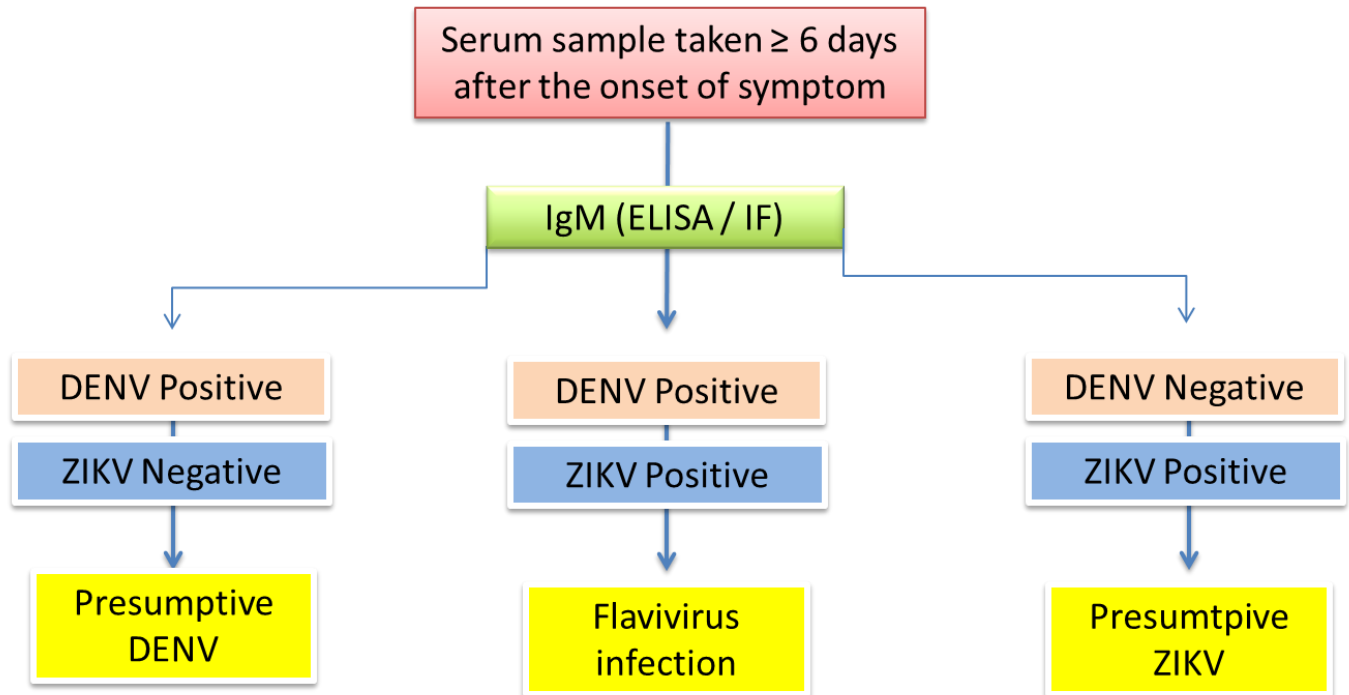 Serum sample taken ≥ 6 days
after the onset of symptom
IgM (ELISA / IF)
DENV Positive
ZIKV Negative
Presumptive
DENV
DENV Positive
ZIKV Positive
Flavivirus
infection
DENV Negative
ZIKV Positive
Presumtpive
ZIKV